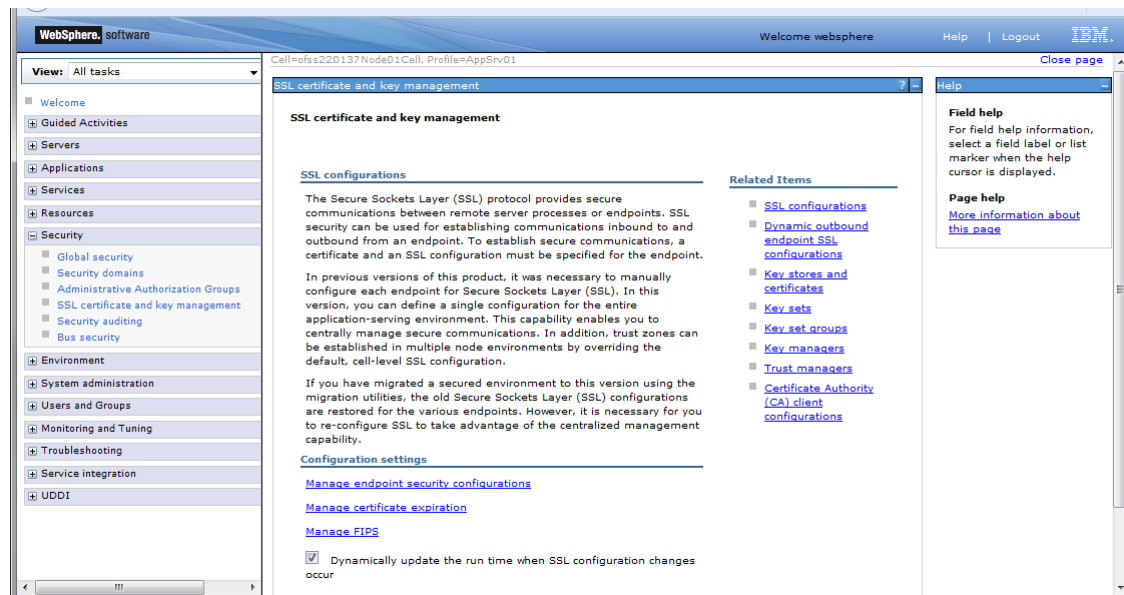 WebSphere. software
Welcome websphere
Help | Logout
IBM.
View: All tasks
Welcome
Guided Activities
Servers
Applications
Services
Resources
Security
Global security
Security domains
Administrative Authorization Groups
SSL certificate and key management
Security auditing
Bus security
Environment
System administration
Users and Groups
Monitoring and Tuning
Troubleshooting
Service integration
UDDI
Cell=ofss220137Node01Cell, Profile=AppSrv01
Close page
SSL certificate and key management
? -
SSL certificate and key management
SSL configurations
The Secure Sockets Layer (SSL) protocol provides secure
communications between remote server processes or endpoints. SSL
security can be used for establishing communications inbound to and
outbound from an endpoint. To establish secure communications, a
certificate and an SSL configuration must be specified for the endpoint.
In previous versions of this product, it was necessary to manually
configure each endpoint for Secure Sockets Layer (SSL). In this
version, you can define a single configuration for the entire
application-serving environment. This capability enables you to
centrally manage secure communications. In addition, trust zones can
be established in multiple node environments by overriding the
default, cell-level SSL configuration.
If you have migrated a secured environment to this version using the
migration utilities, the old Secure Sockets Layer (SSL) configurations
are restored for the various endpoints. However, it is necessary for you
to re-configure SSL to take advantage of the centralized management
capability.
Configuration settings
Manage endpoint security configurations
Manage certificate expiration
Manage FIPS
Dynamically update the run time when SSL configuration changes
occur
Related Items
SSL configurations
Dynamic outbound
endpoint SSL
configurations
Key stores and
certificates
Key sets
Key set groups
Key managers
Trust managers
Certificate Authority
(CA) client
configurations
Help
-
Field help
For field help information,
select a field label or list
marker when the help
cursor is displayed.
Page help
More information about
this page